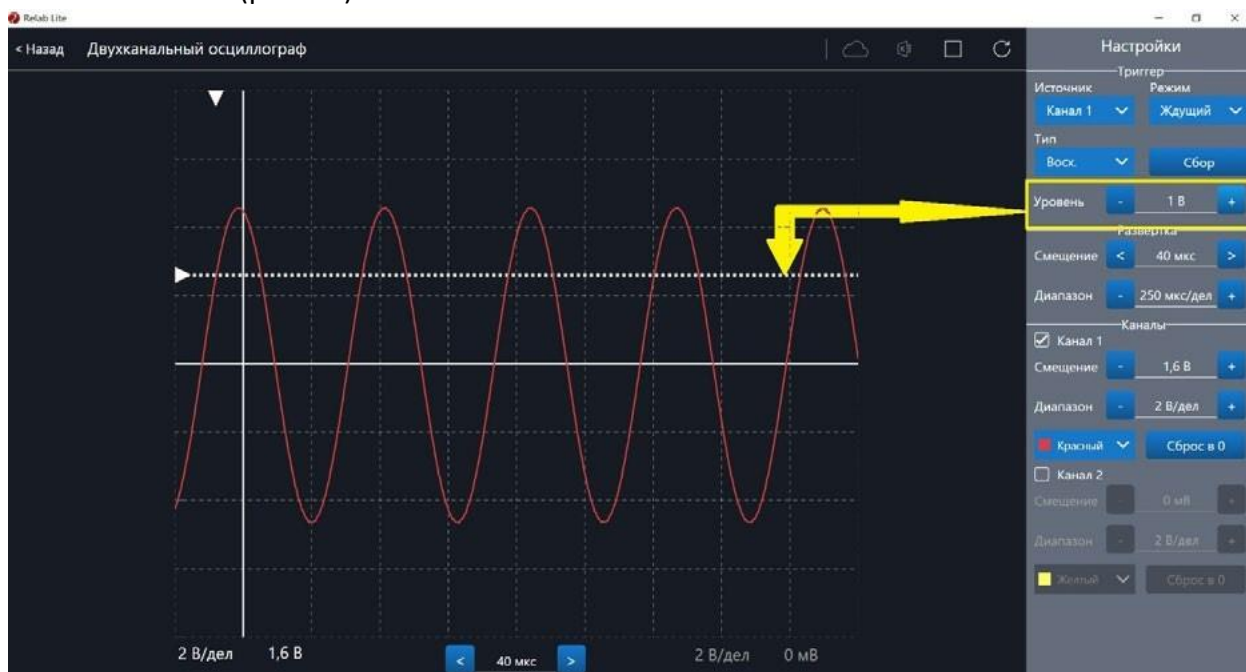 Relab Lite
< Назад Двухканальный осциллограф
Настройки
Триггер
Источник Режим
Канал 1 Ждущий
Тип
Восх. Сбор
Уровень - 1 В +
Развертка
Смещение < 40 мкс >
Диапазон - 250 мкс/дел +
Каналы
Канал 1
Смещение - 1,6 В +
Диапазон - 2 В/дел +
Красный Сброс в 0
Канал 2
Смещение - 0 мВ +
Диапазон - 2 В/дел +
Желтый Сброс в 0
2 В/дел 1,6 В < 40 мкс > 2 В/дел 0 мВ